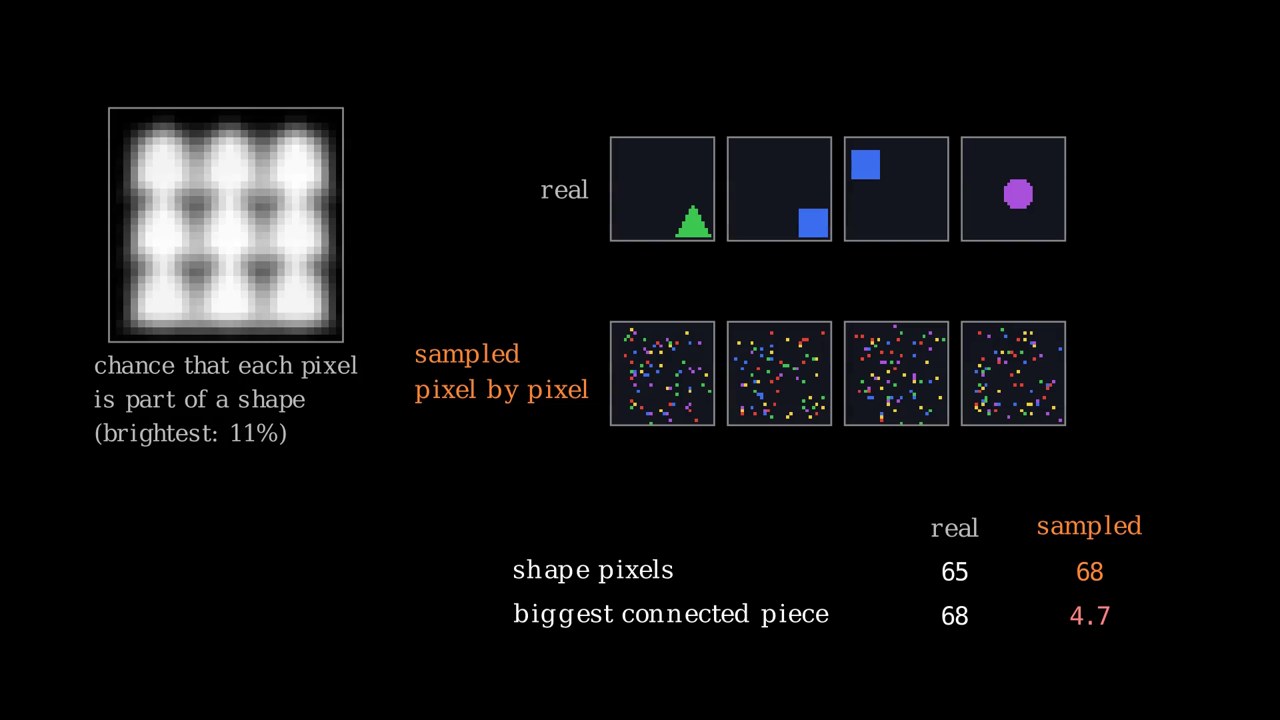 real
chance that each pixel
is part of a shape
(brightest: 11%)
sampled
pixel by pixel
real sampled
shape pixels 65 68
biggest connected piece 68 4.7